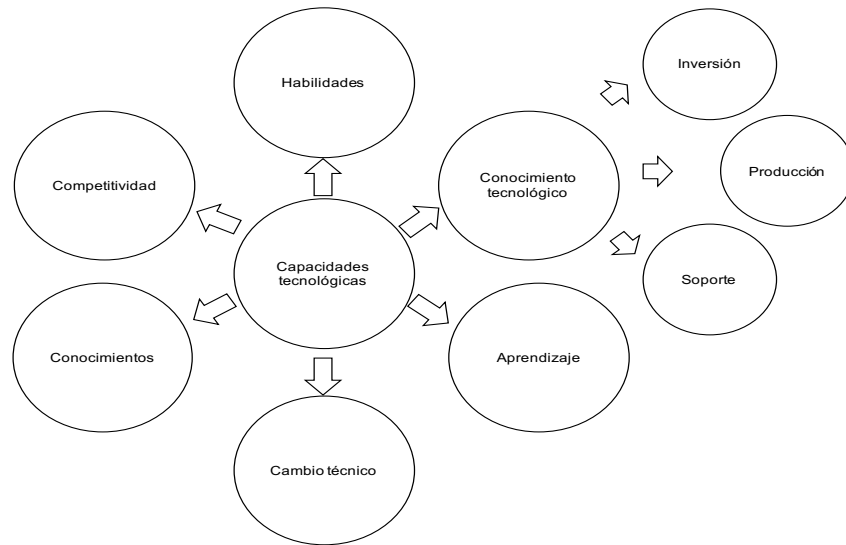 Habilidades
Inversión
Competitividad
Conocimiento
tecnológico
Producción
Capacidades
tecnológicas
Soporte
Conocimientos
Aprendizaje
Cambio técnico